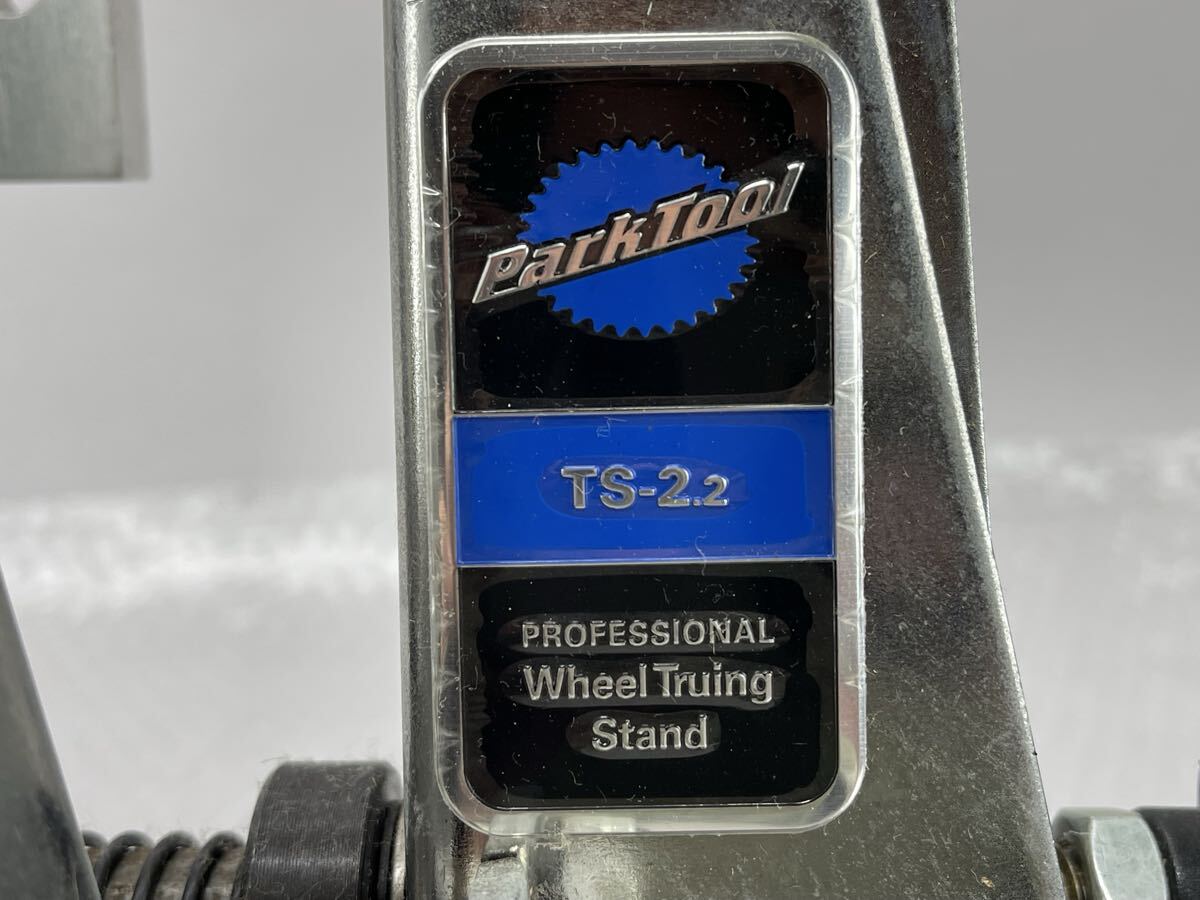 ParkTool
TS-2.2
PROFESSIONAL
Wheel Truing
Stand